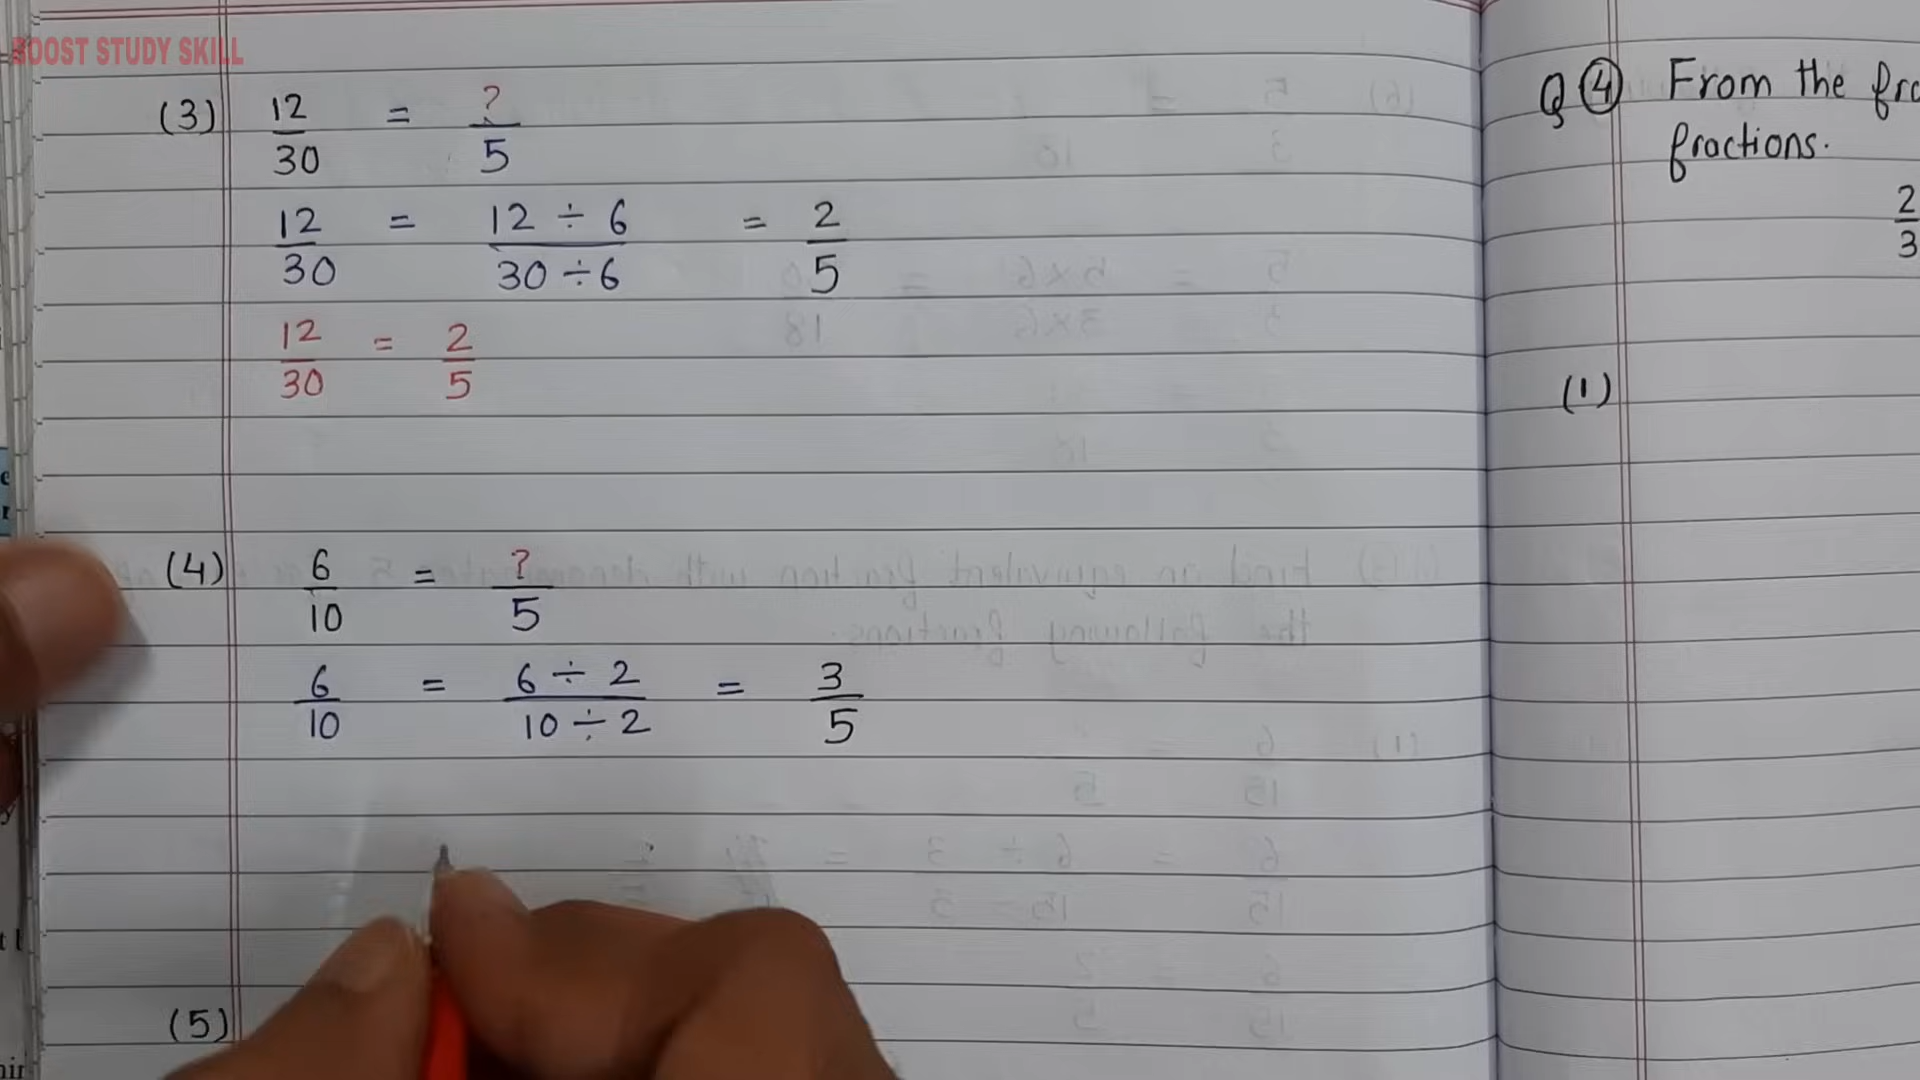 BOOST STUDY SKILL
(3) 12/30 = ?/5
12/30 = 12 ÷ 6/30 ÷ 6 = 2/5
12/30 = 2/5
(4) 6/10 = ?/5
6/10 = 6 ÷ 2/10 ÷ 2 = 3/5
(5)
Q 4 From the
fractions.
2/3
(1)